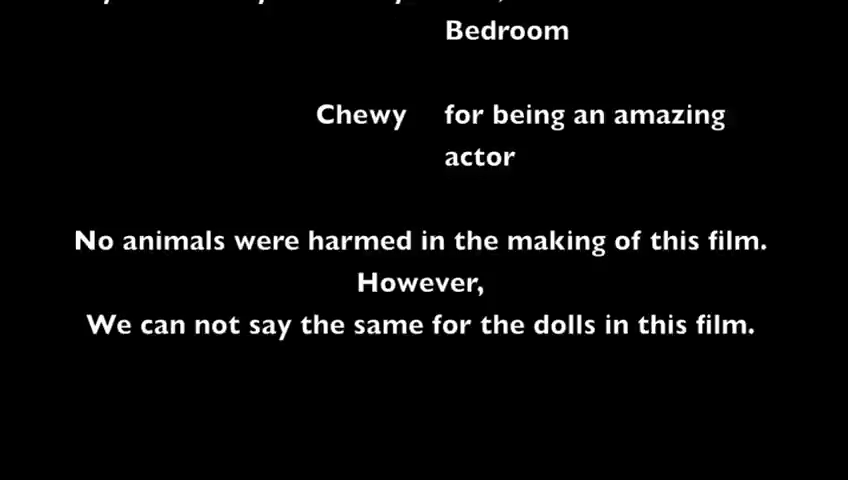 Bedroom
Chewy for being an amazing
actor
No animals were harmed in the making of this film.
However,
We can not say the same for the dolls in this film.